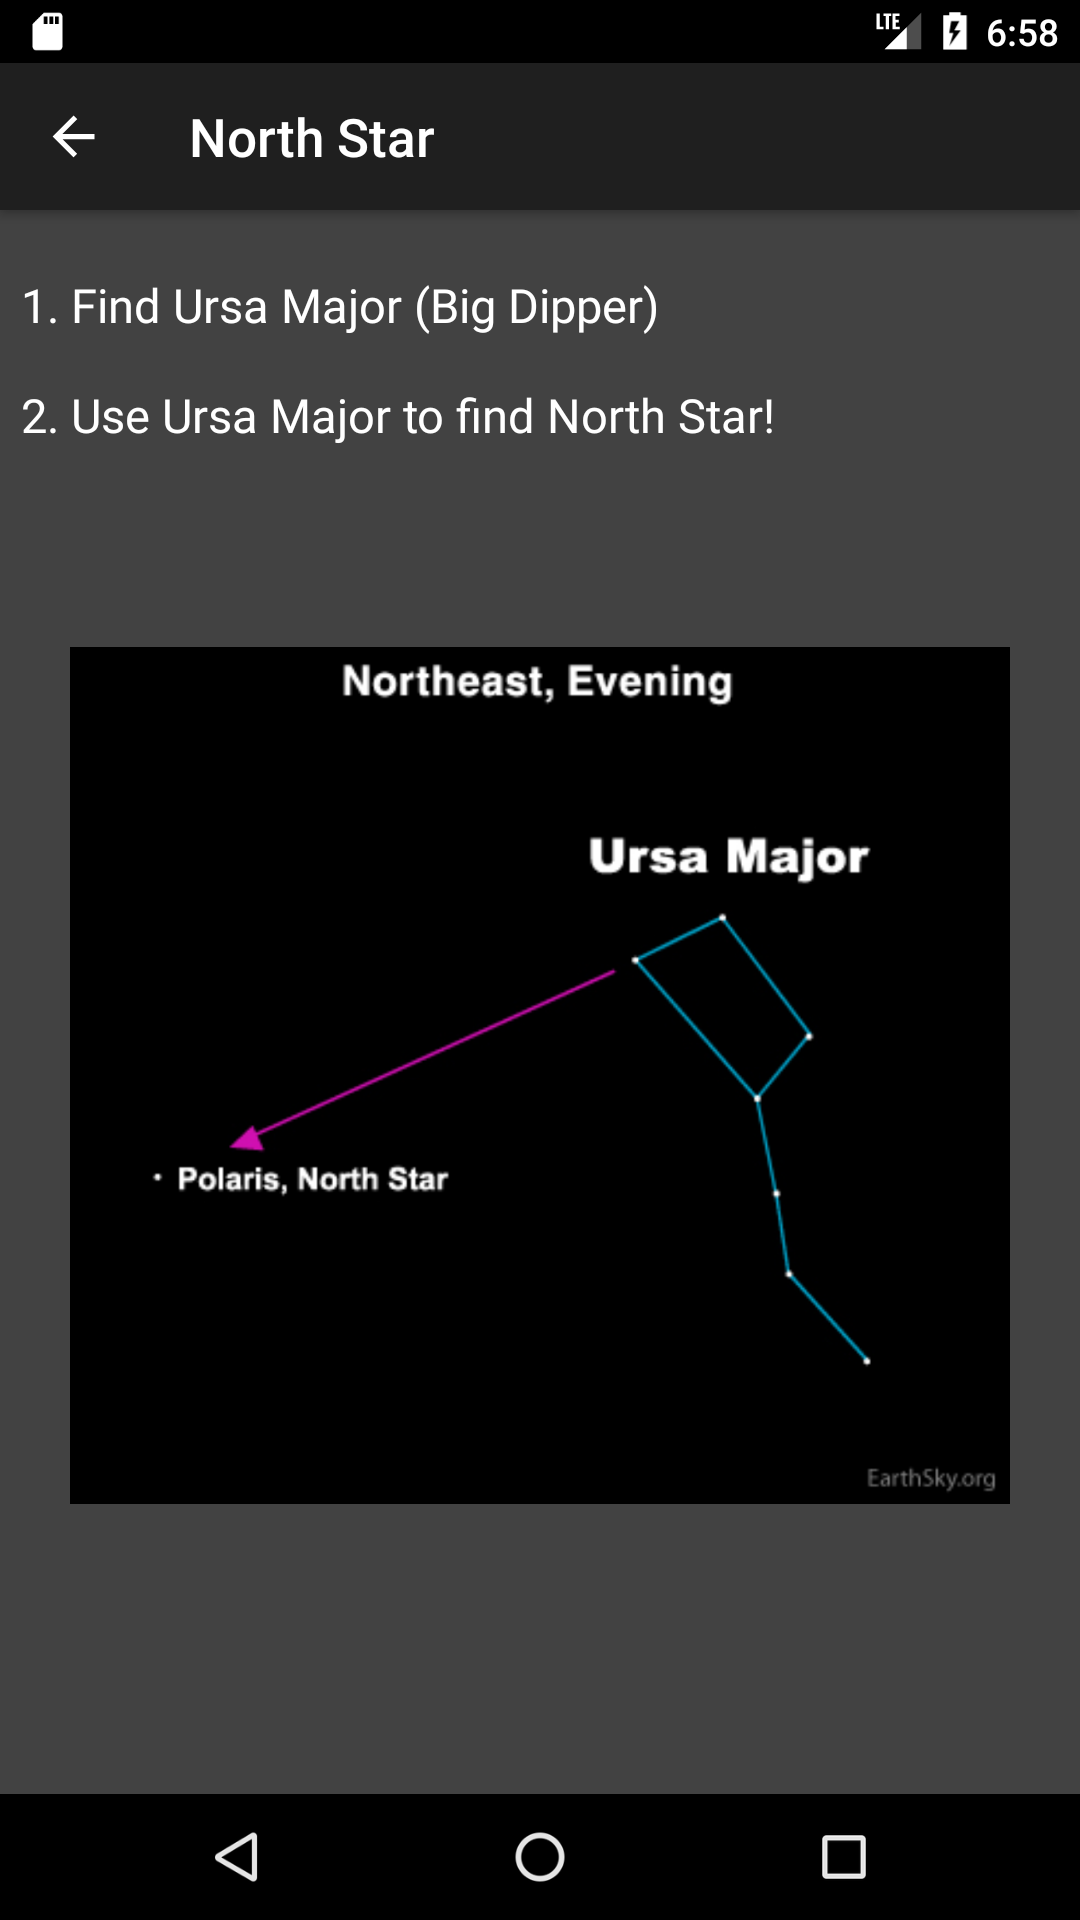 LTE 6:58
North Star
1. Find Ursa Major (Big Dipper)
2. Use Ursa Major to find North Star!
Northeast, Evening
Ursa Major
· Polaris, North Star
EarthSky.org